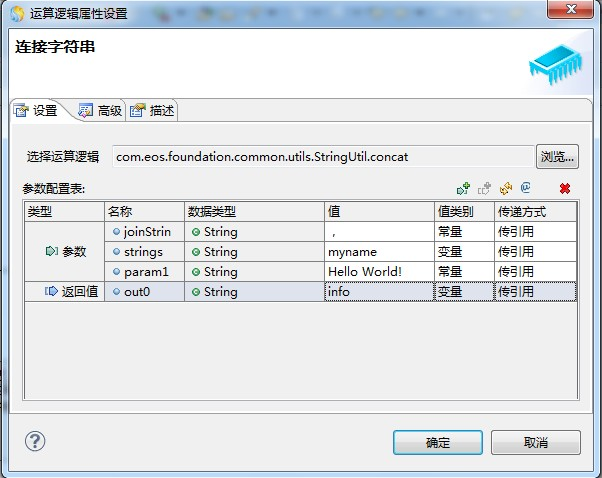 运算逻辑属性设置
连接字符串
设置 高级 描述
选择运算逻辑 com.eos.foundation.common.utils.StringUtil.concat 浏览...
参数配置表:
类型 名称 数据类型 值 值类别 传递方式
joinStrin String , 常量 传引用
参数 strings String myname 变量 传引用
param1 String Hello World! 常量 传引用
返回值 out0 String info 变量 传引用
确定 取消